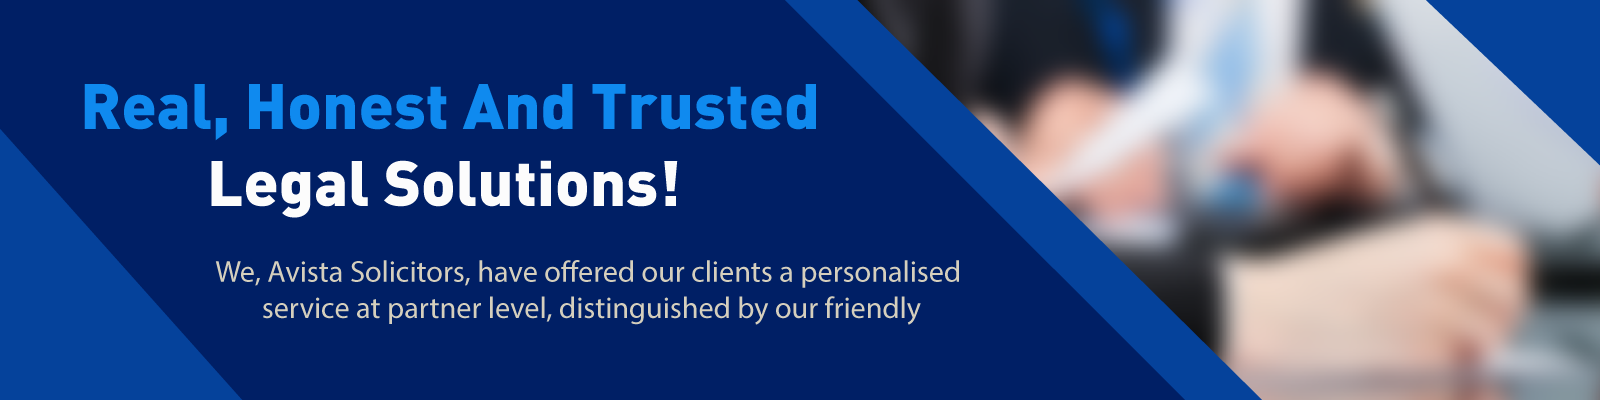 Real, Honest And Trusted
Legal Solutions!
We, Avista Solicitors, have offered our clients a personalised
service at partner level, distinguished by our friendly